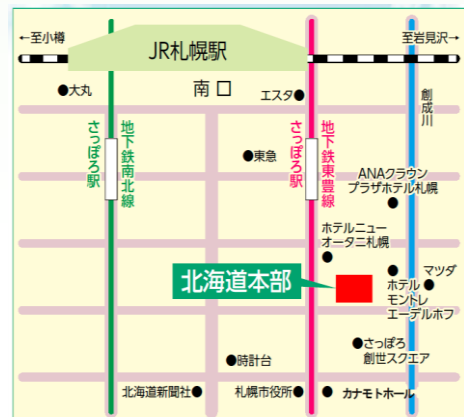 ←至小樽
至岩見沢→
JR札幌駅
●大丸
南口
エスタ●
創成川
さっぽろ駅
地下鉄南北線
さっぽろ駅
地下鉄東豊線
●東急
ANAクラウン
プラザホテル札幌
ホテルニュー
オータニ札幌
北海道本部
マツダ
ホテル
モントレ
エーデルホフ
●さっぽろ
創世スクエア
●時計台
北海道新聞社●
札幌市役所●
カナモトホール